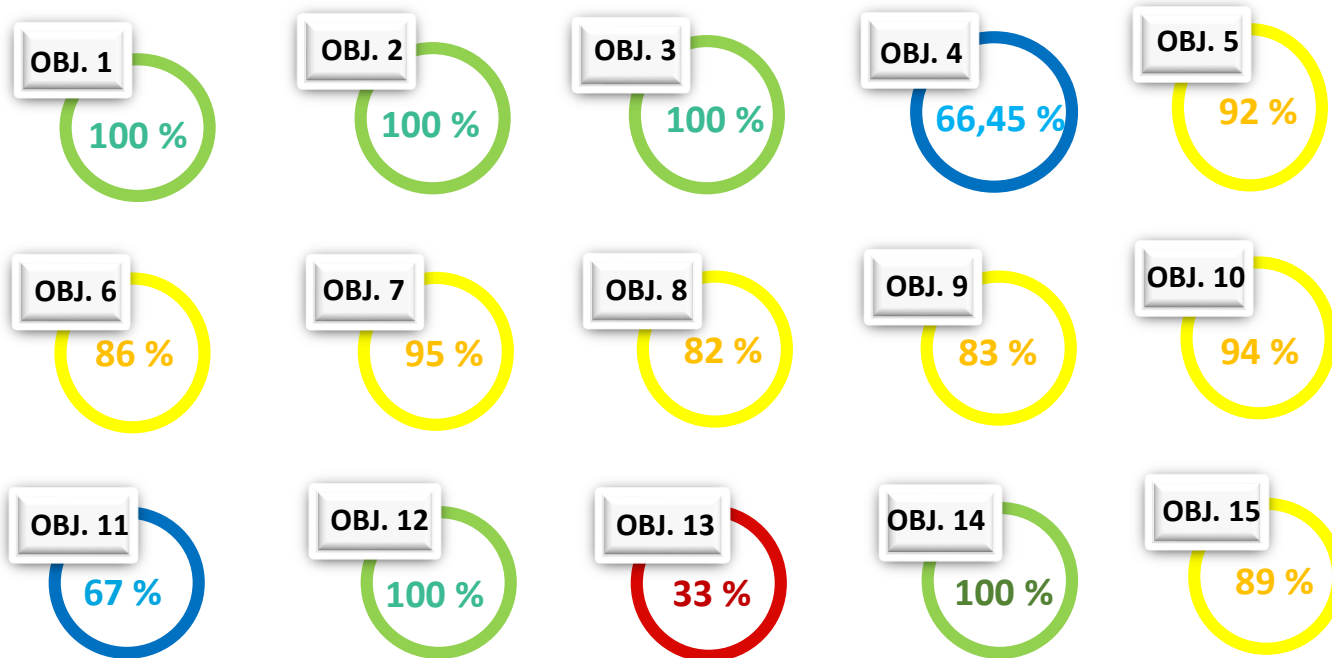 OBJ. 1
100 %
OBJ. 2
100 %
OBJ. 3
100 %
OBJ. 4
66,45 %
OBJ. 5
92 %
OBJ. 6
86 %
OBJ. 7
95 %
OBJ. 8
82 %
OBJ. 9
83 %
OBJ. 10
94 %
OBJ. 11
67 %
OBJ. 12
100 %
OBJ. 13
33 %
OBJ. 14
100 %
OBJ. 15
89 %